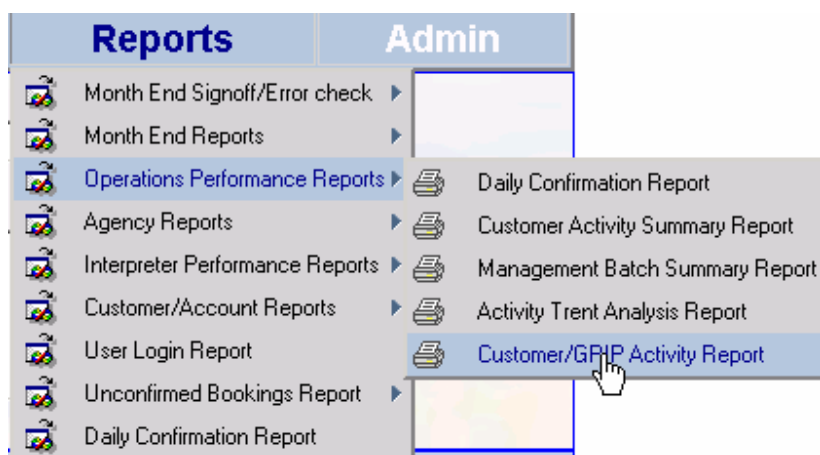 Reports Admin
Month End Signoff/Error check
Month End Reports
Operations Performance Reports
Agency Reports
Interpreter Performance Reports
Customer/Account Reports
User Login Report
Unconfirmed Bookings Report
Daily Confirmation Report
Daily Confirmation Report
Customer Activity Summary Report
Management Batch Summary Report
Activity Trent Analysis Report
Customer/GRIP Activity Report